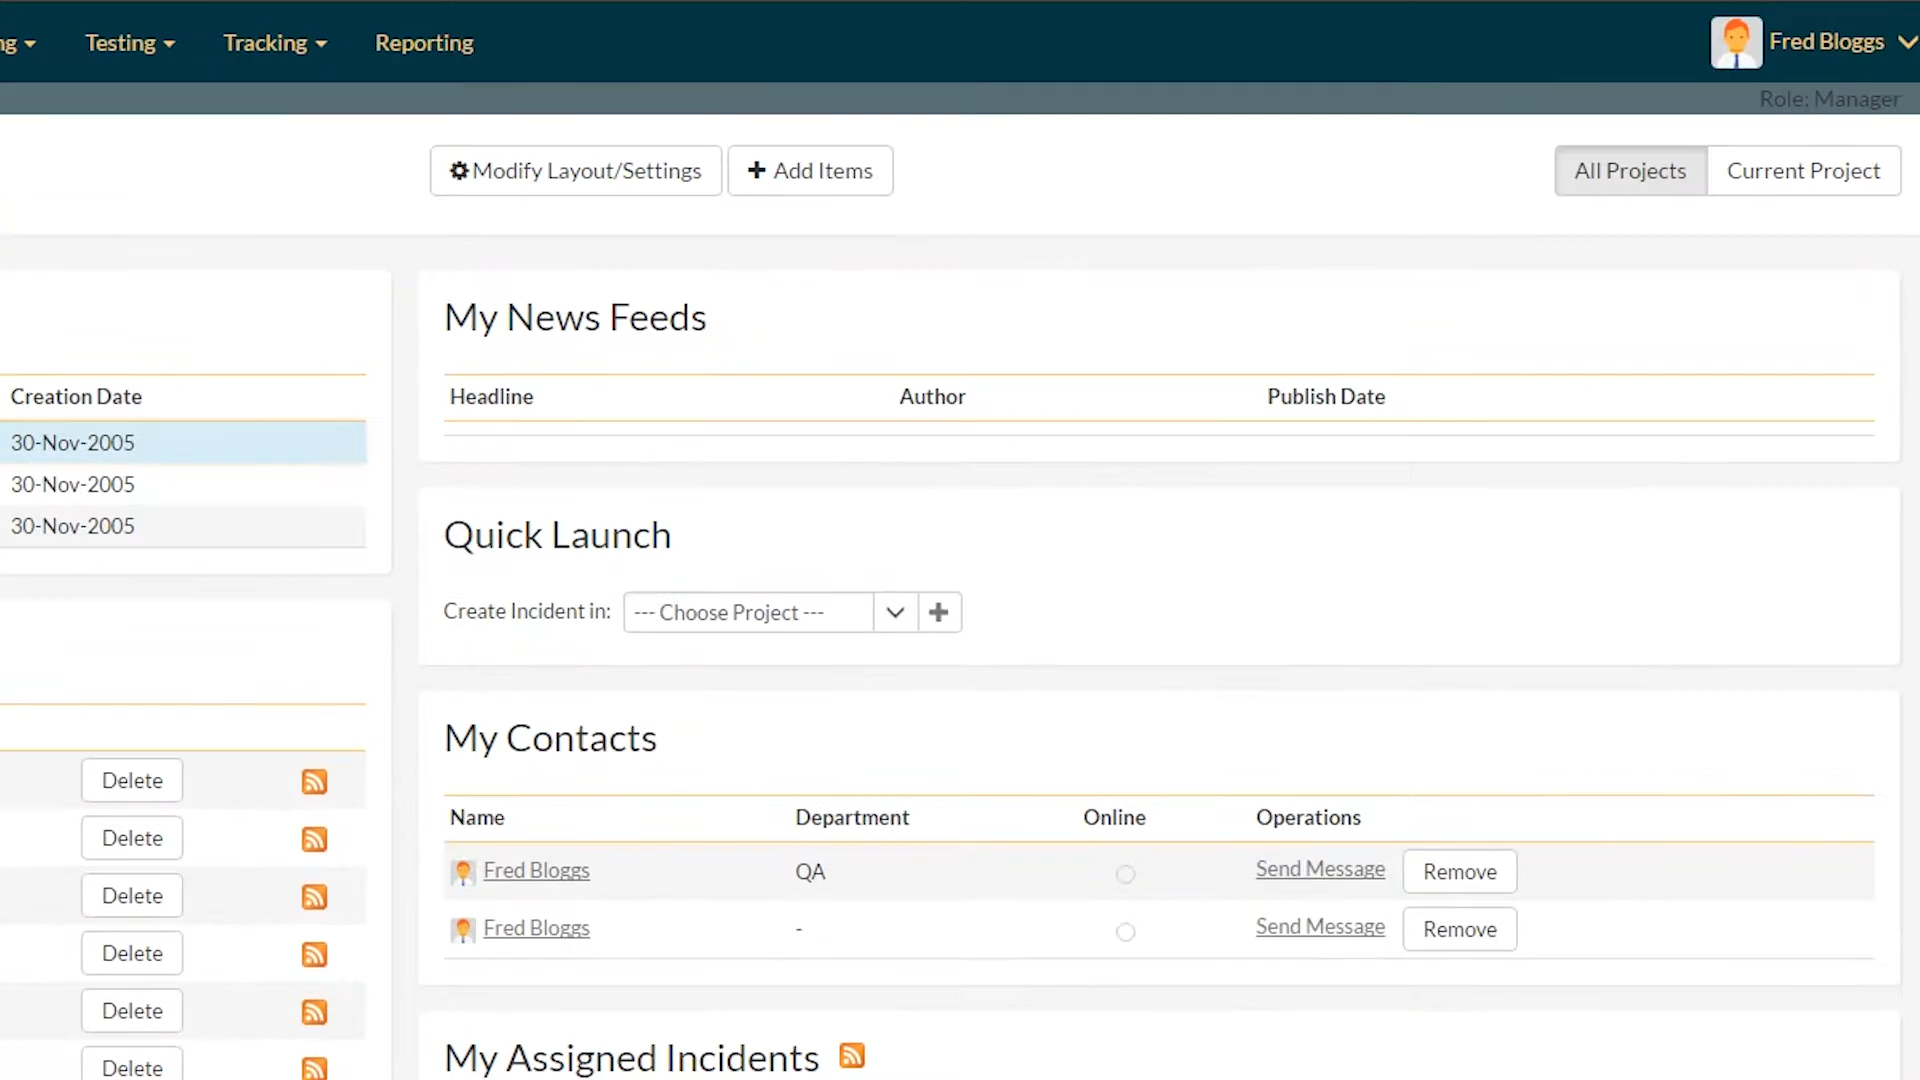 ng Testing Tracking Reporting Fred Bloggs
Role: Manager
Modify Layout/Settings Add Items All Projects Current Project
Creation Date
30-Nov-2005
30-Nov-2005
30-Nov-2005
Delete
Delete
Delete
Delete
Delete
Delete
My News Feeds
Headline Author Publish Date
Quick Launch
Create Incident in: --- Choose Project ---
My Contacts
Name Department Online Operations
Fred Bloggs QA Send Message Remove
Fred Bloggs - Send Message Remove
My Assigned Incidents